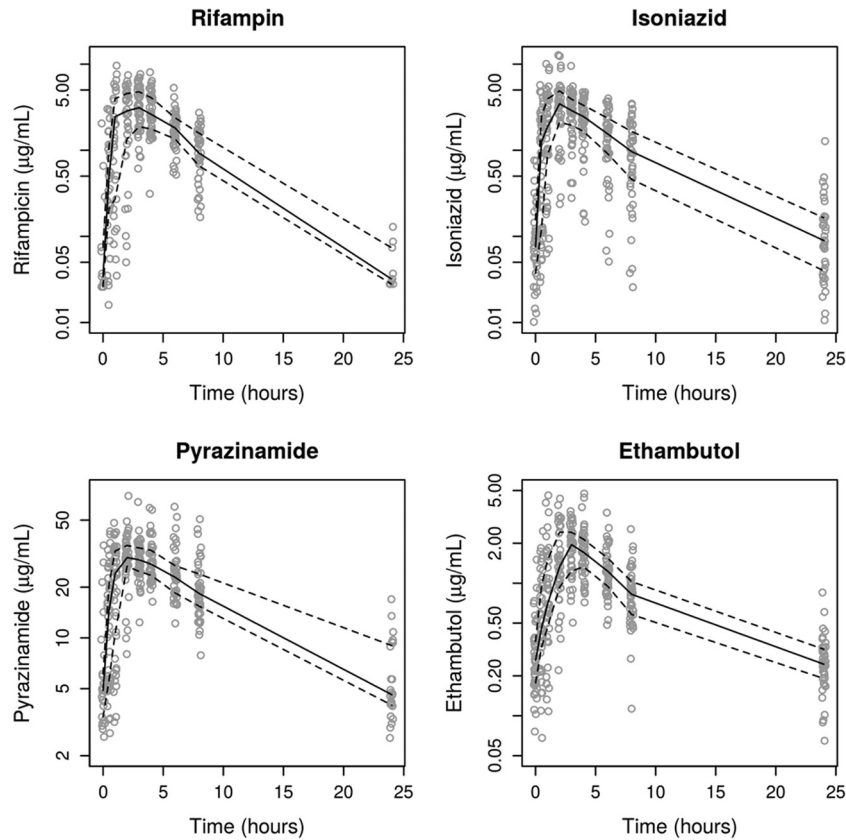 Rifampin
Rifampicin (μg/mL)
5.00
0.50
0.05
0.01
0 5 10 15 20 25
Time (hours)
Isoniazid
Isoniazid (μg/mL)
5.00
0.50
0.05
0.01
0 5 10 15 20 25
Time (hours)
Pyrazinamide
Pyrazinamide (μg/mL)
50
20
10
5
2
0 5 10 15 20 25
Time (hours)
Ethambutol
Ethambutol (μg/mL)
5.00
2.00
0.50
0.20
0.05
0 5 10 15 20 25
Time (hours)